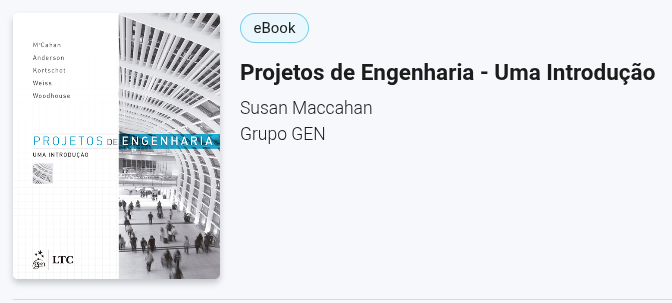 McCahan
Anderson
Kortschot
Weiss
Woodhouse
PROJETOS DE ENGENHARIA
UMA INTRODUÇÃO
gen
LTC
eBook
Projetos de Engenharia - Uma Introdução
Susan Maccahan
Grupo GEN